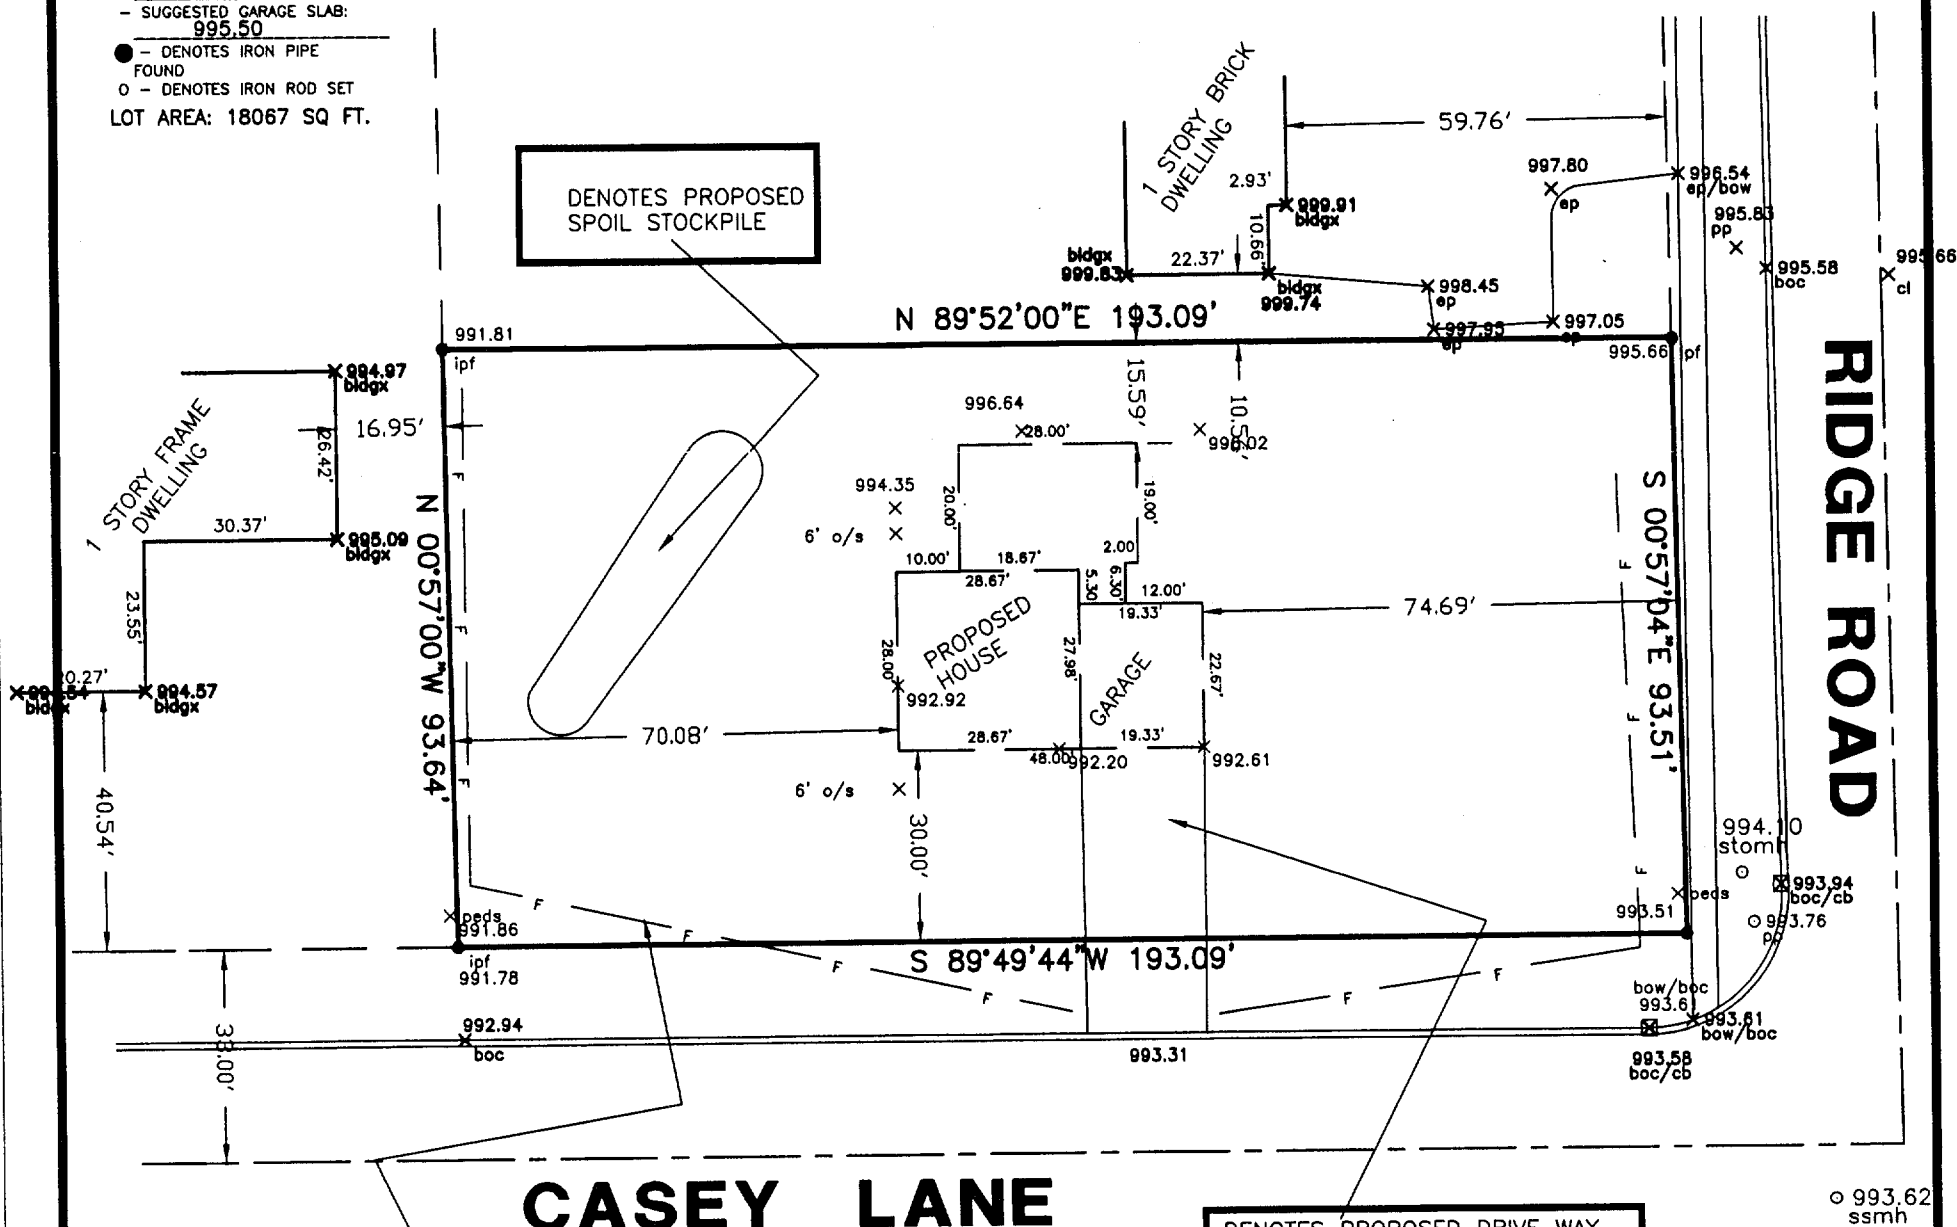 – SUGGESTED GARAGE SLAB:
995.50
– DENOTES IRON PIPE
FOUND
O – DENOTES IRON ROD SET
LOT AREA: 18067 SQ FT.
DENOTES PROPOSED
SPOIL STOCKPILE
1 STORY BRICK
DWELLING
59.76'
2.93'
999.91
bldgx
10.66'
22.37'
bldgx
999.83
bldgx
999.74
997.80
ep
996.54
ep/bow
995.83
pp
995.58
boc
995.66
cl
998.45
ep
997.95
ep
997.05
ep
N 89°52'00"E 193.09'
991.81
ipf
995.66
ipf
994.97
bldgx
16.95'
26.42'
1 STORY FRAME
DWELLING
30.37'
995.09
bldgx
23.55'
20.27'
994.57
bldgx
bldgx
40.54'
N 00°57'00"W 93.64'
F
F
F
15.59'
996.64
28.00'
994.35
6' o/s
20.00'
19.00'
10.00'
18.67'
28.67'
2.00
5.30
6.30'
12.00'
19.33'
74.69'
PROPOSED
HOUSE
28.00'
27.98'
GARAGE
22.67'
992.92
70.08'
28.67'
19.33'
48.00'
992.20
992.61
6' o/s
30.00'
S 00°57'04"E 93.51'
F
F
F
RIDGE ROAD
994.10
stomh
993.94
boc/cb
993.76
peds
993.51
peds
991.86
ipf
991.78
F
F
F
F
F
F
S 89°49'44"W 193.09'
bow/boc
993.6
993.61
bow/boc
993.58
boc/cb
992.94
boc
993.31
33.00'
CASEY LANE
993.62
ssmh
DENOTES PROPOSED DRIVE WAY